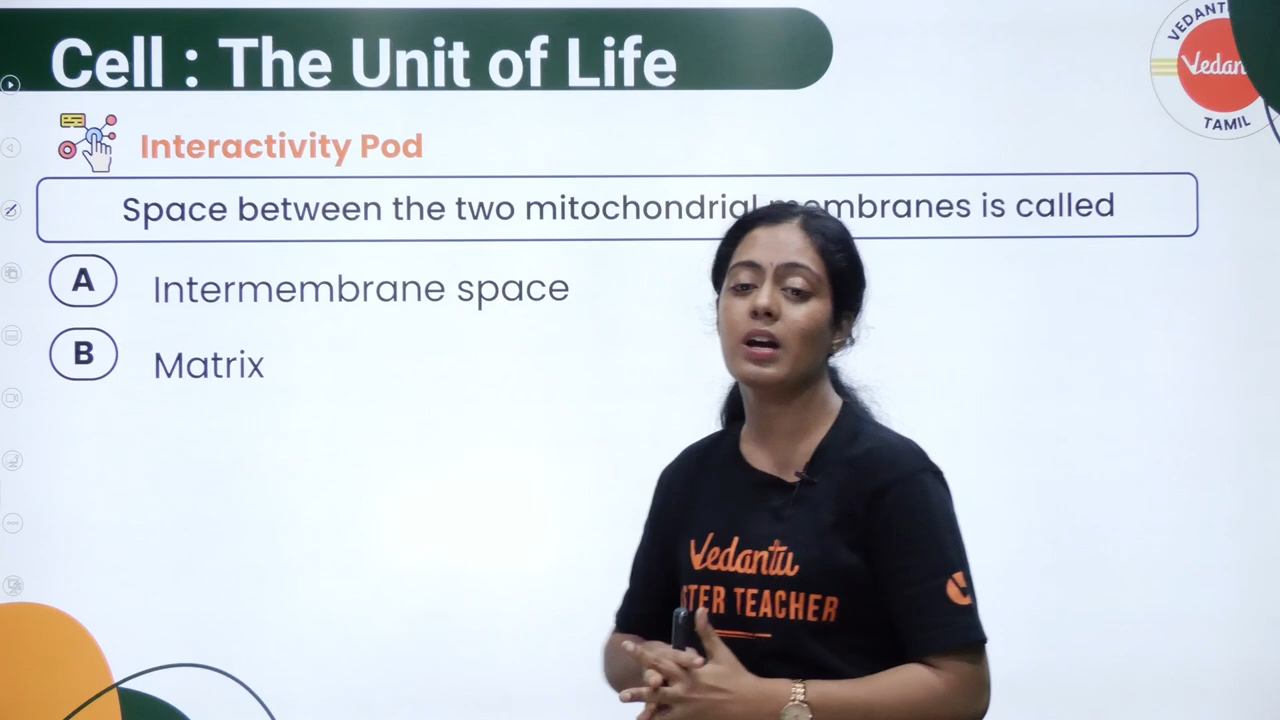 Cell : The Unit of Life
VEDANTU
Vedan
TAMIL
Interactivity Pod
Space between the two mitochondrial membranes is called
A
Intermembrane space
B
Matrix
Vedantu
TEACHER